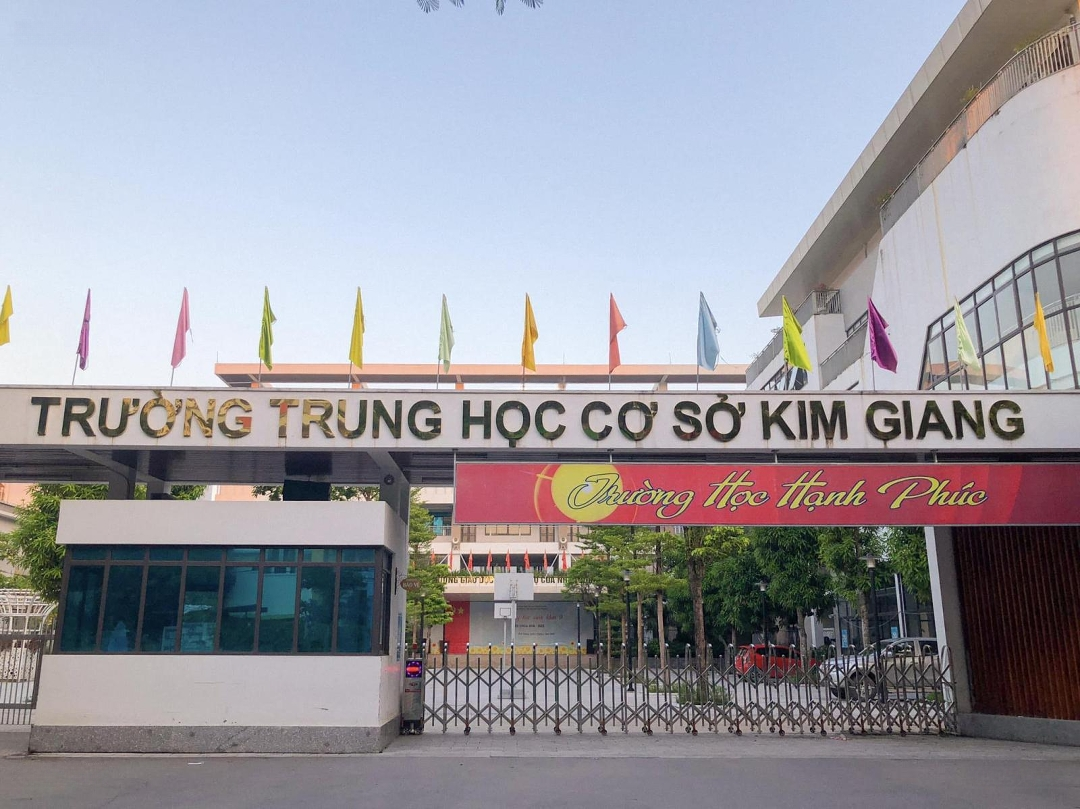 TRƯỜNG TRUNG HỌC CƠ SỞ KIM GIANG
Trường Học Hạnh Phúc